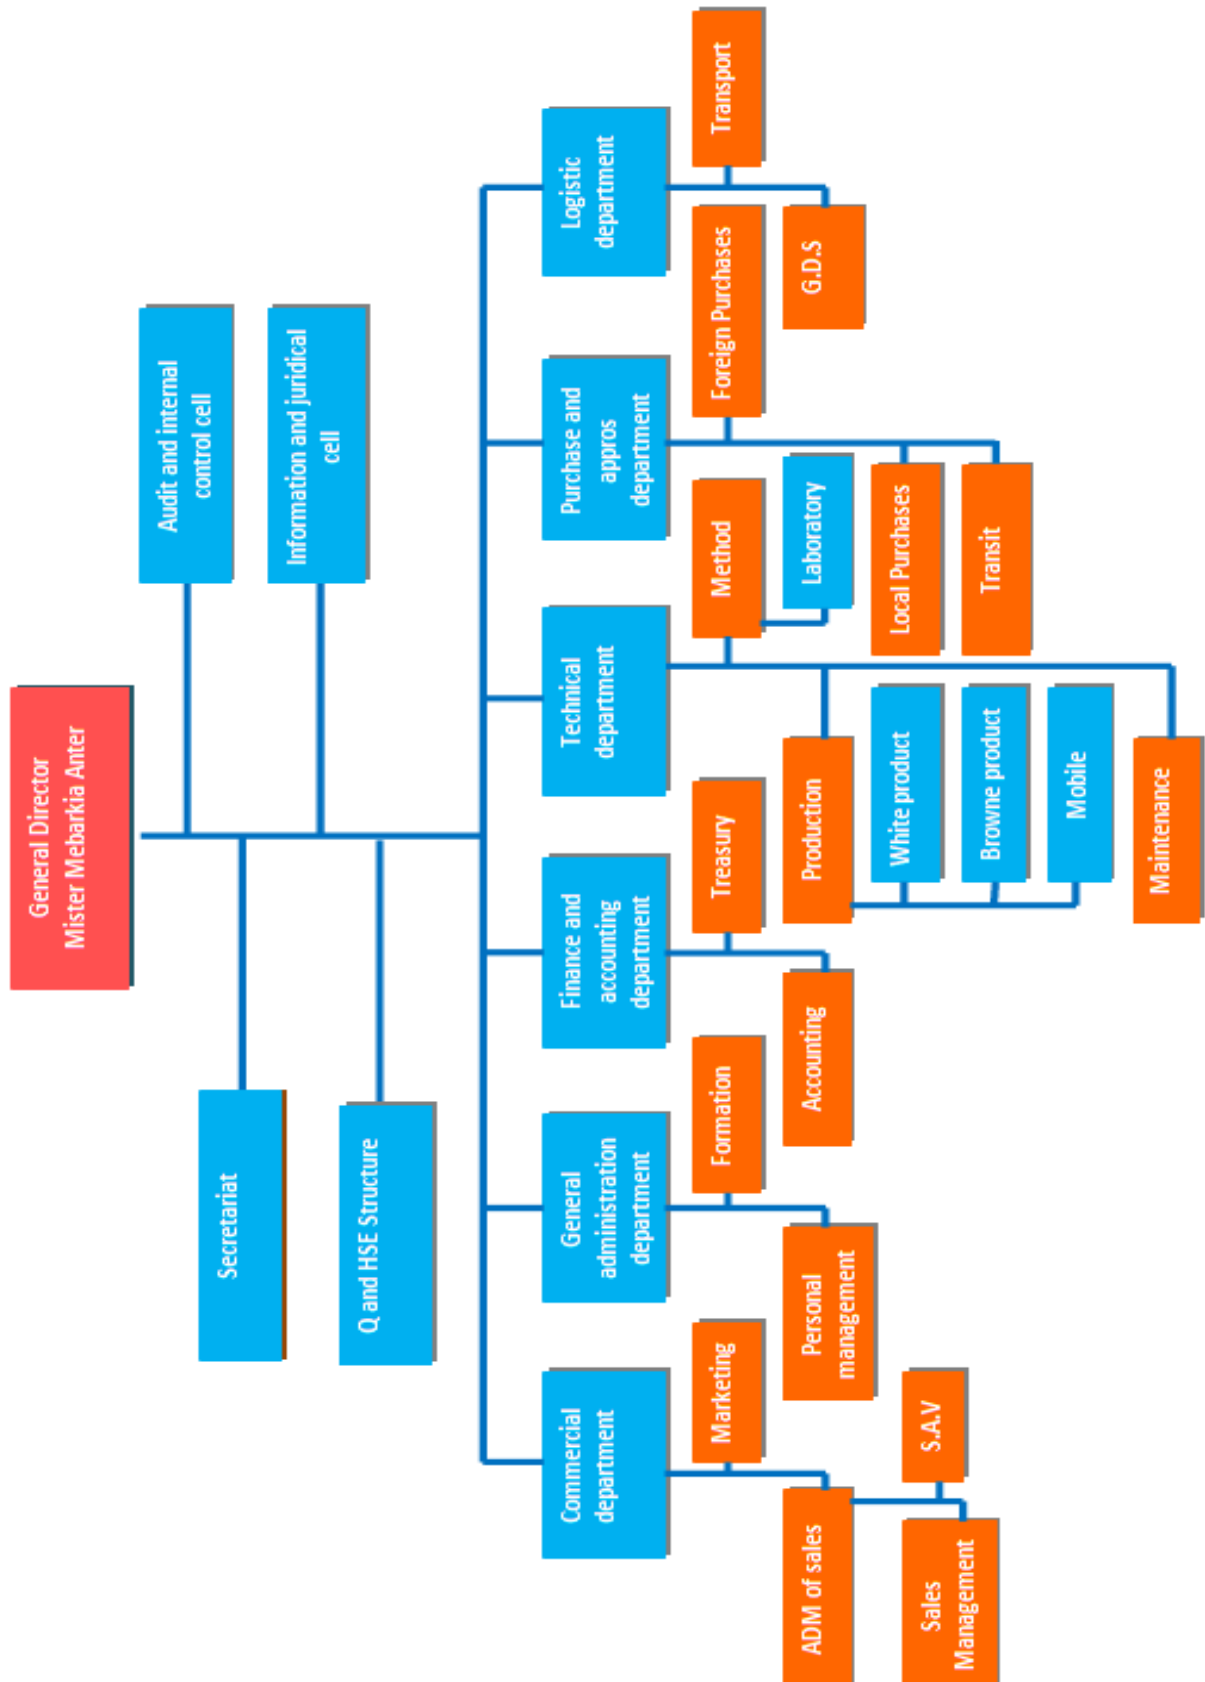 General Director
Mister Mebarkia Anter
Secretariat
Audit and internal
control cell
Q and HSE Structure
Information and juridical
cell
Commercial
department
General
administration
department
Finance and
accounting
department
Technical
department
Purchase and
appros
department
Logistic
department
Marketing
ADM of sales
S.A.V
Sales
Management
Formation
Personal
management
Treasury
Accounting
Method
Laboratory
Production
White product
Browne product
Mobile
Maintenance
Foreign Purchases
Local Purchases
Transit
Transport
G.D.S